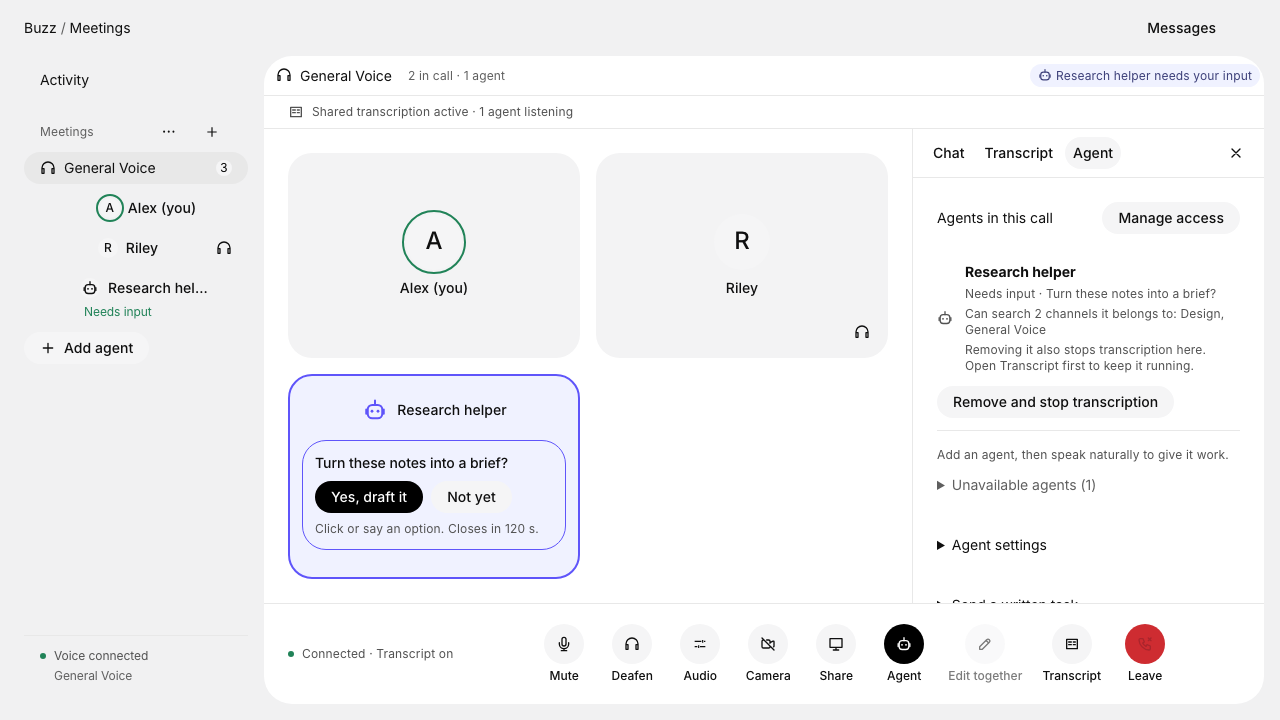 Buzz / Meetings
Messages
Activity
Meetings
General Voice 3
A Alex (you)
R Riley
Research hel...
Needs input
+ Add agent
Voice connected
General Voice
General Voice 2 in call · 1 agent
Research helper needs your input
Shared transcription active · 1 agent listening
A
Alex (you)
R
Riley
Research helper
Turn these notes into a brief?
Yes, draft it Not yet
Click or say an option. Closes in 120 s.
Chat Transcript Agent
Agents in this call Manage access
Research helper
Needs input · Turn these notes into a brief?
Can search 2 channels it belongs to: Design,
General Voice
Removing it also stops transcription here.
Open Transcript first to keep it running.
Remove and stop transcription
Add an agent, then speak naturally to give it work.
Unavailable agents (1)
Agent settings
Send a written task
Connected · Transcript on
Mute Deafen Audio Camera Share Agent Edit together Transcript Leave